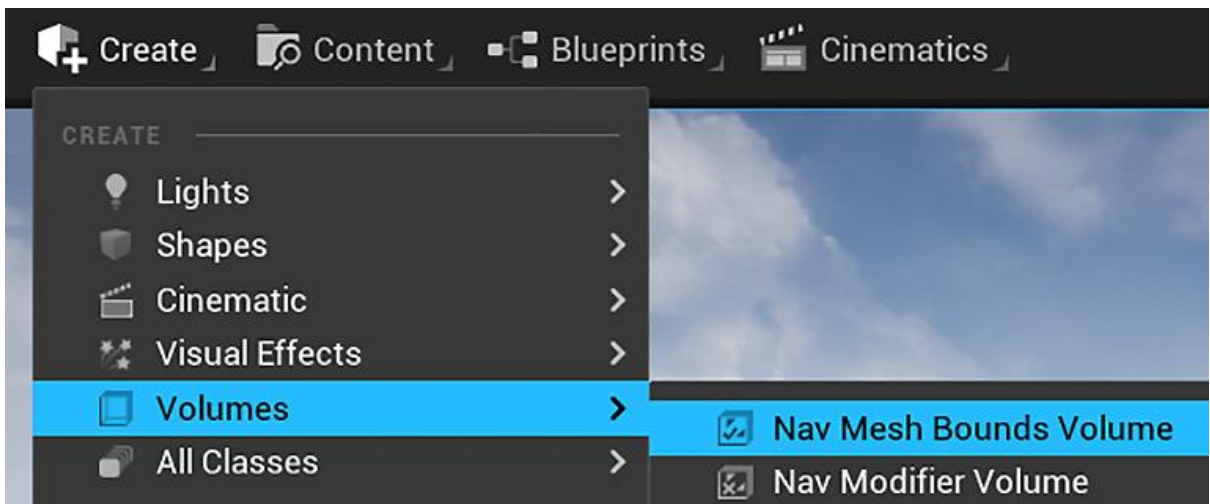 Create Content Blueprints Cinematics
CREATE
Lights
Shapes
Cinematic
Visual Effects
Volumes
All Classes
Nav Mesh Bounds Volume
Nav Modifier Volume